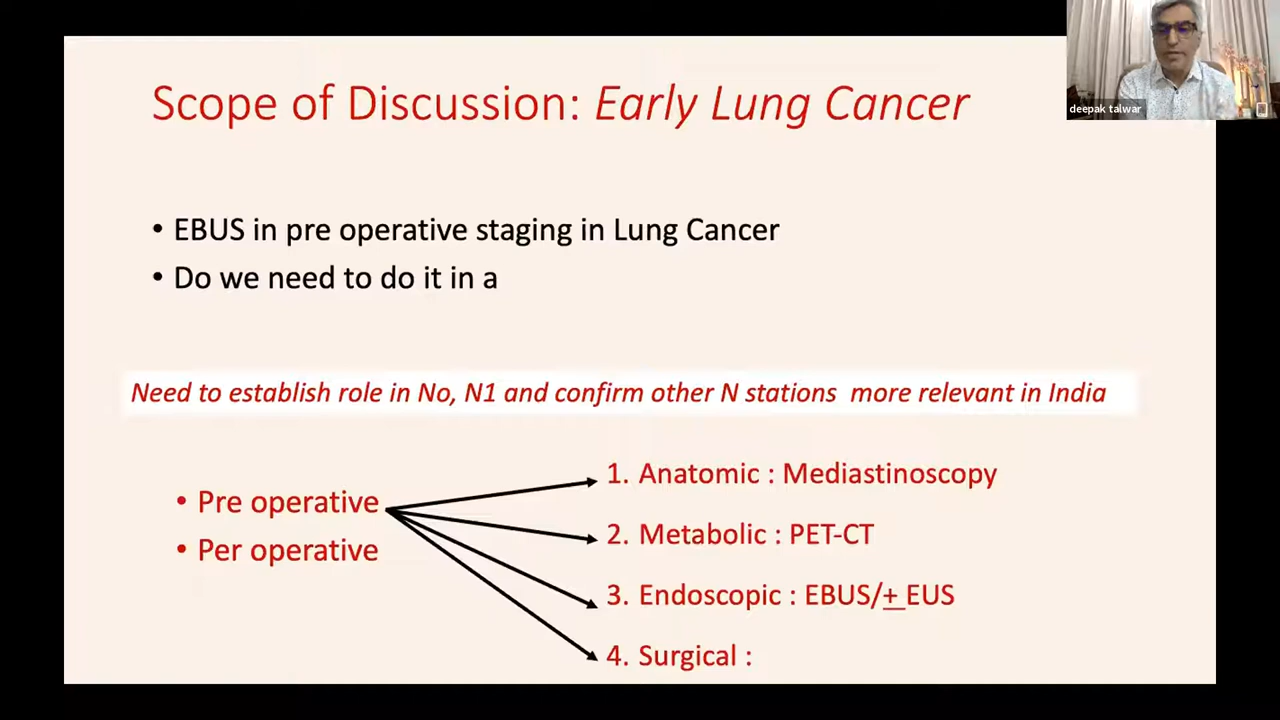 Scope of Discussion: Early Lung Cancer
deepak talwar
• EBUS in pre operative staging in Lung Cancer
• Do we need to do it in a
Need to establish role in No, N1 and confirm other N stations more relevant in India
• Pre operative
• Per operative
1. Anatomic : Mediastinoscopy
2. Metabolic : PET-CT
3. Endoscopic : EBUS/+ EUS
4. Surgical :